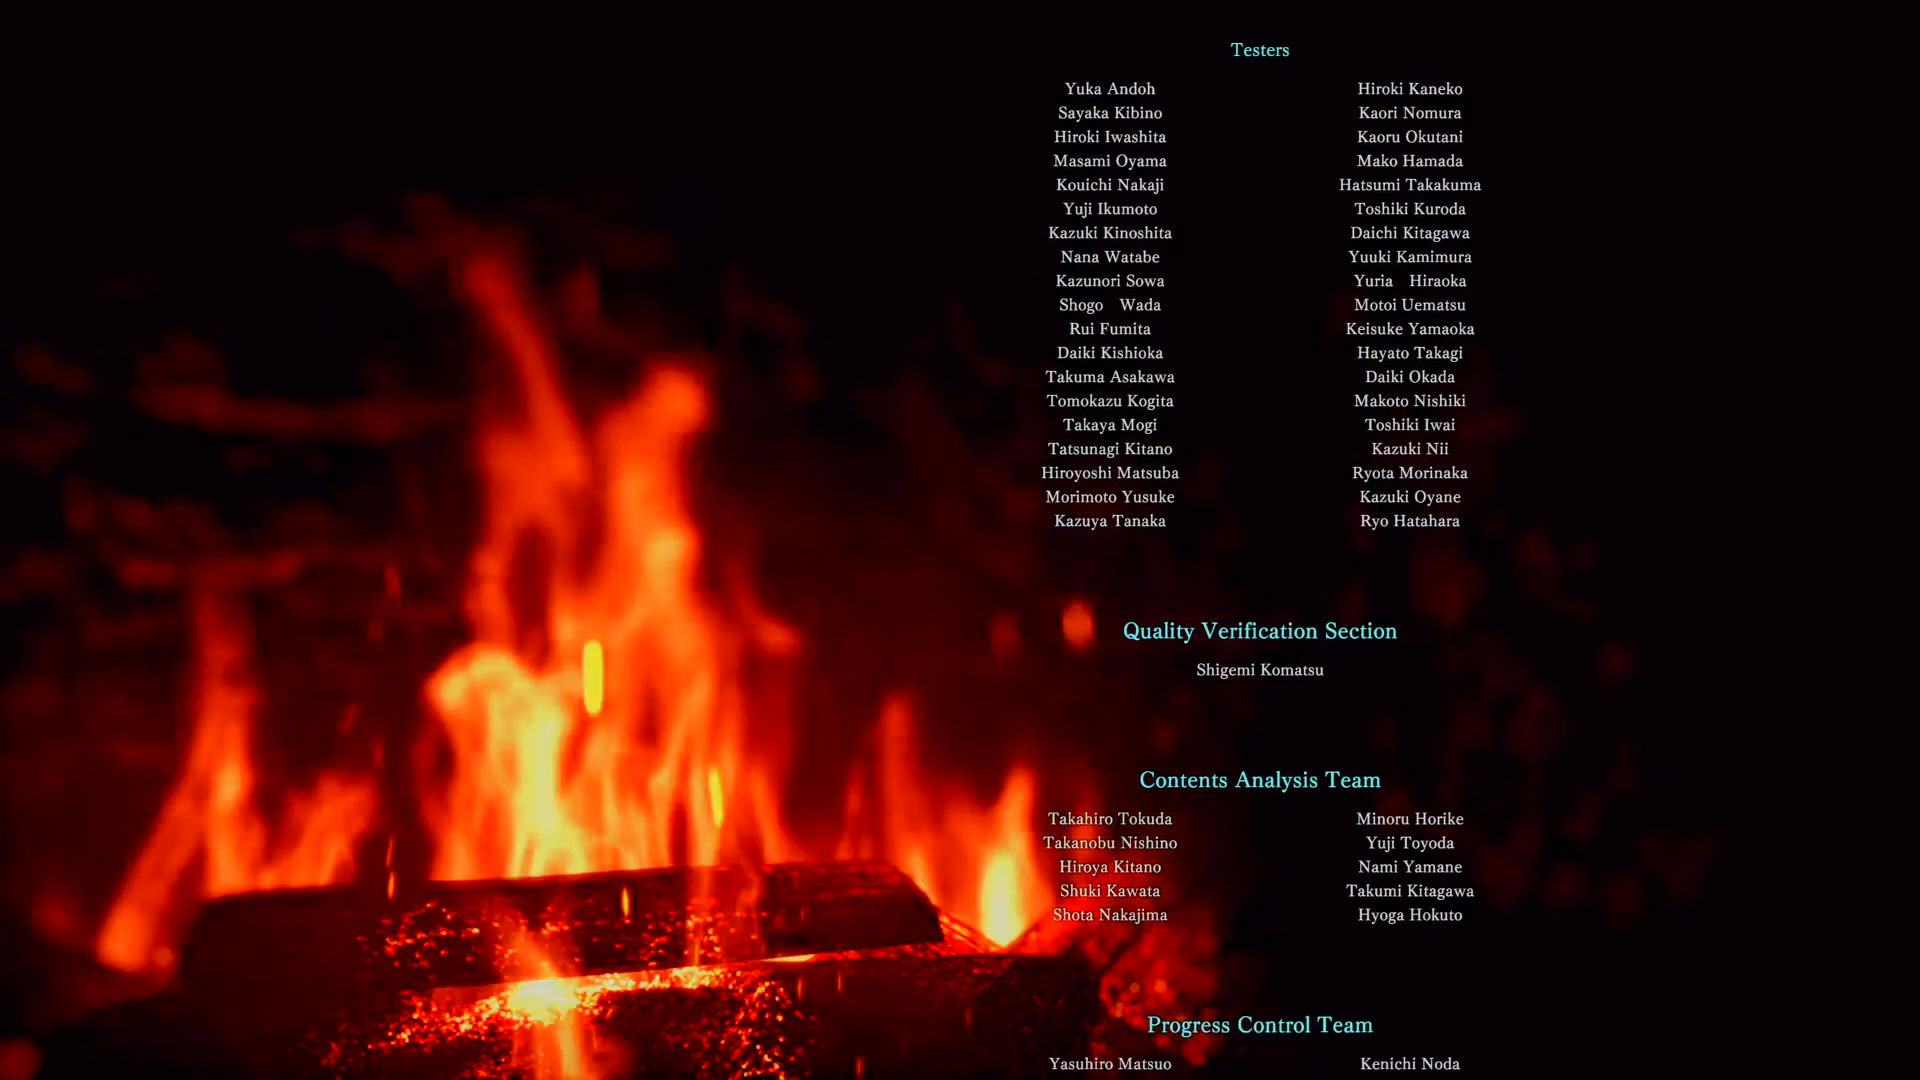 Testers
Yuka Andoh Hiroki Kaneko
Sayaka Kibino Kaori Nomura
Hiroki Iwashita Kaoru Okutani
Masami Oyama Mako Hamada
Kouichi Nakaji Hatsumi Takakuma
Yuji Ikumoto Toshiki Kuroda
Kazuki Kinoshita Daichi Kitagawa
Nana Watabe Yuuki Kamimura
Kazunori Sowa Yuria Hiraoka
Shogo Wada Motoi Uematsu
Rui Fumita Keisuke Yamaoka
Daiki Kishioka Hayato Takagi
Takuma Asakawa Daiki Okada
Tomokazu Kogita Makoto Nishiki
Takaya Mogi Toshiki Iwai
Tatsunagi Kitano Kazuki Nii
Hiroyoshi Matsuba Ryota Morinaka
Morimoto Yusuke Kazuki Oyane
Kazuya Tanaka Ryo Hatahara
Quality Verification Section
Shigemi Komatsu
Contents Analysis Team
Takahiro Tokuda Minoru Horike
Takanobu Nishino Yuji Toyoda
Hiroya Kitano Nami Yamane
Shuki Kawata Takumi Kitagawa
Shota Nakajima Hyoga Hokuto
Progress Control Team
Yasuhiro Matsuo Kenichi Noda